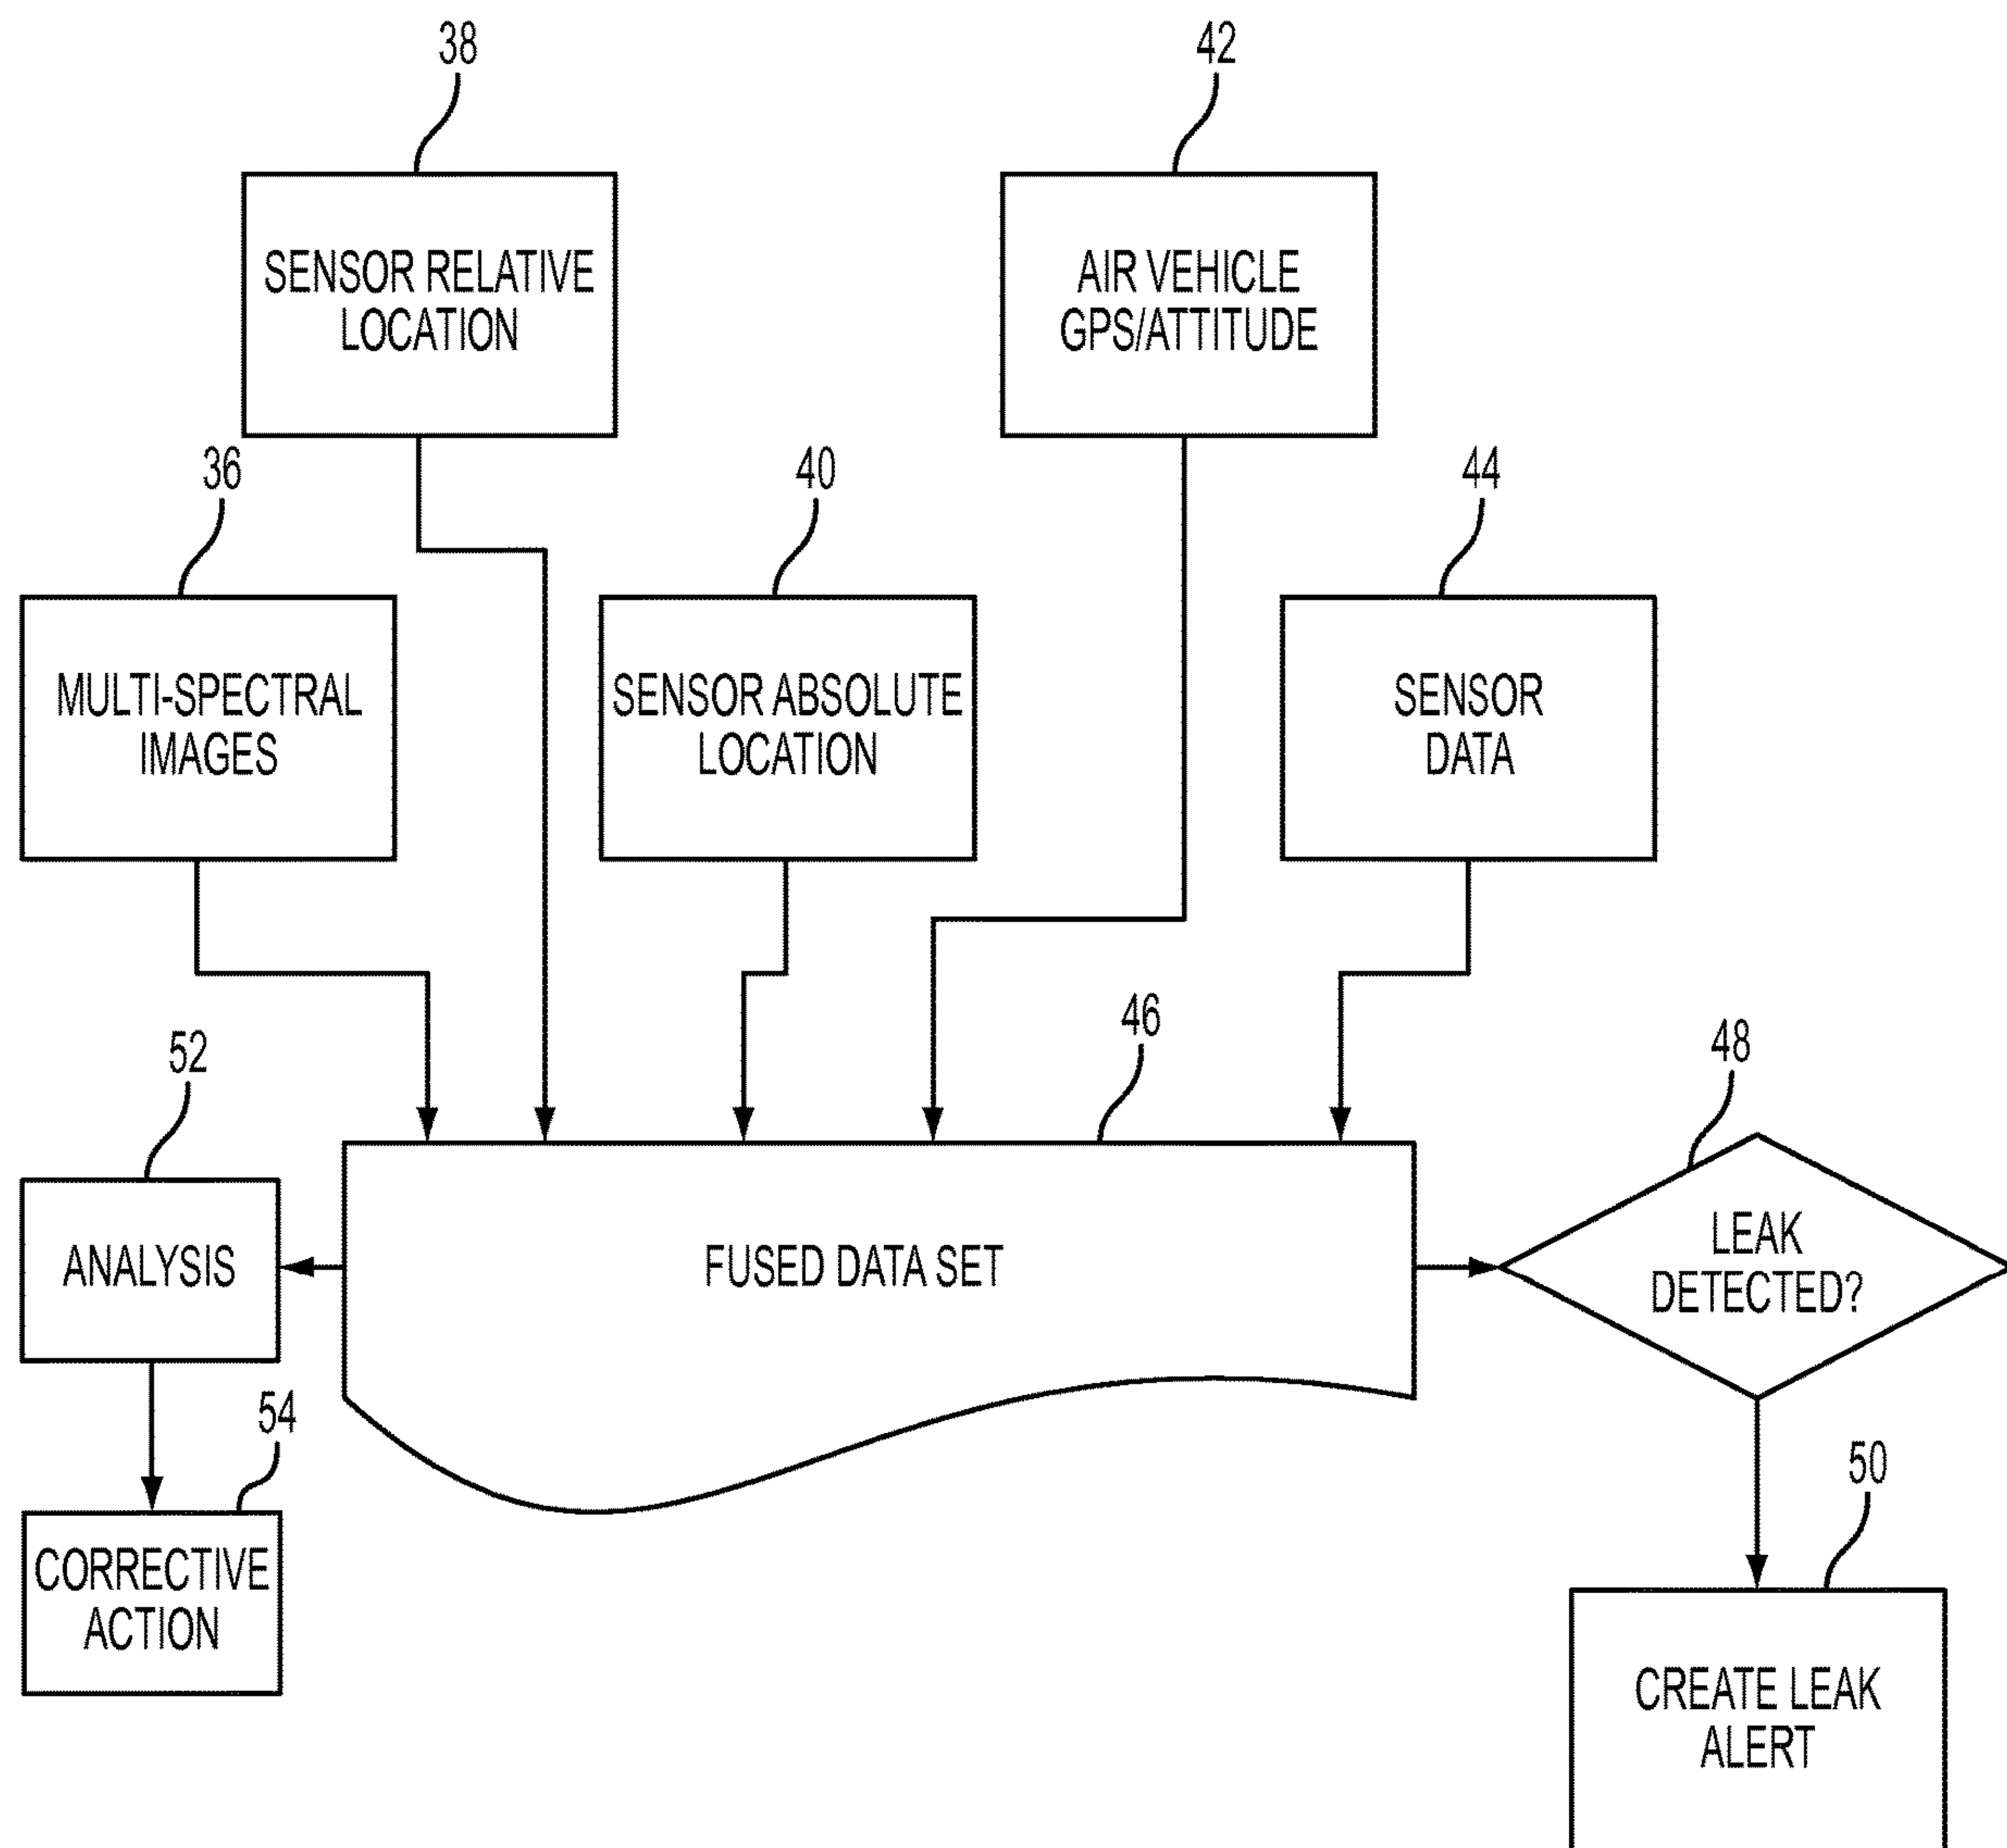 38
42
SENSOR RELATIVE
LOCATION
AIR VEHICLE
GPS/ATTITUDE
36
40
44
MULTI-SPECTRAL
IMAGES
SENSOR ABSOLUTE
LOCATION
SENSOR
DATA
46
48
52
ANALYSIS
FUSED DATA SET
LEAK
DETECTED?
54
50
CORRECTIVE
ACTION
CREATE LEAK
ALERT